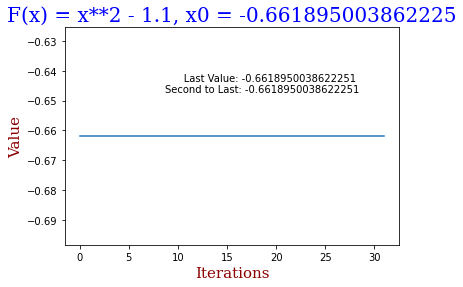 F(x) = x**2 - 1.1, x0 = -0.661895003862225
−0.63
−0.64
Last Value: -0.6618950038622251
Second to Last: -0.6618950038622251
−0.65
−0.66
−0.67
−0.68
−0.69
Value
0 5 10 15 20 25 30
Iterations